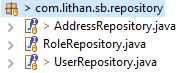 > com.lithan.sb.repository
> AddressRepository.java
RoleRepository.java
> UserRepository.java